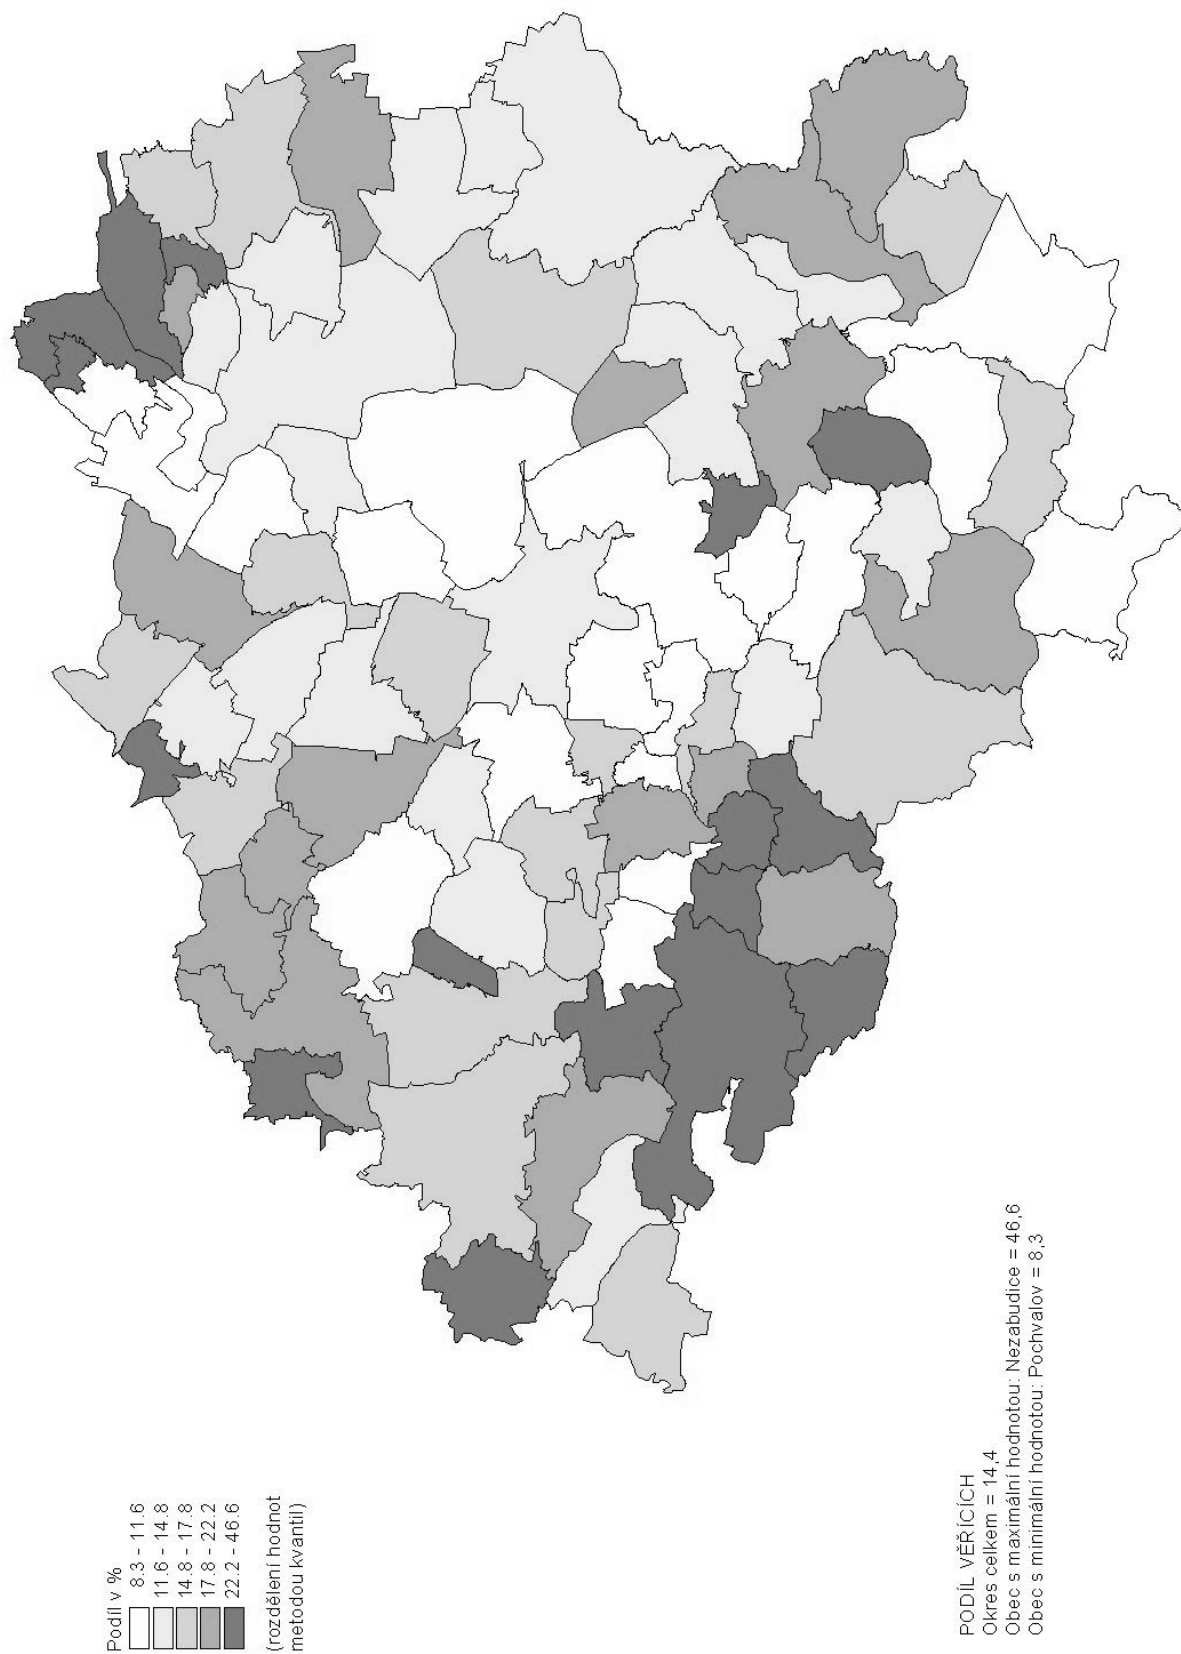 Podíl v %
8.3 - 11.6
11.6 - 14.8
14.8 - 17.8
17.8 - 22.2
22.2 - 46.6
(rozdělení hodnot
metodou kvantil)
PODÍL VĚŘÍCÍCH
Okres celkem = 14,4
Obec s maximální hodnotou: Nezabudice = 46,6
Obec s minimální hodnotou: Pochvalov = 8,3